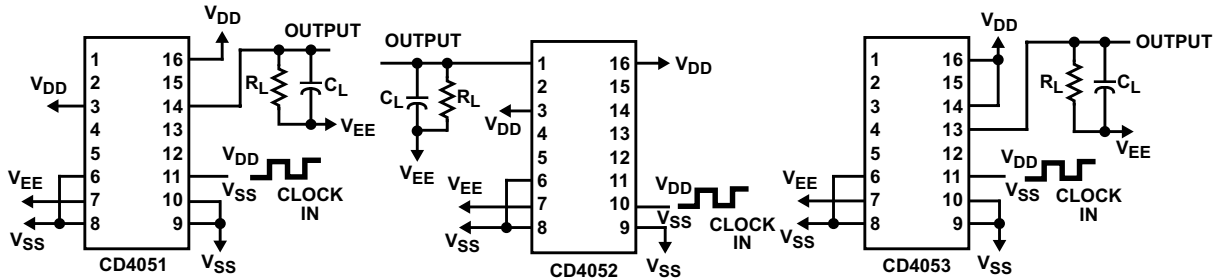 VDD
OUTPUT
1 16
2 15
VDD 3 14 RL CL
4 13 VEE
5 12 VDD
6 11 VSS CLOCK IN
VEE 7 10
VSS 8 9
VSS
CD4051
OUTPUT
1 16 VDD
CL RL 2 15
VDD 3 14
4 13
VEE 5 12
6 11 VDD
VEE 7 10 VSS CLOCK IN
VSS 8 9
VSS
CD4052
VDD
OUTPUT
1 16
2 15 RL CL
3 14
4 13
VEE
5 12 VDD
6 11 VSS CLOCK IN
VEE 7 10
VSS 8 9
VSS
CD4053